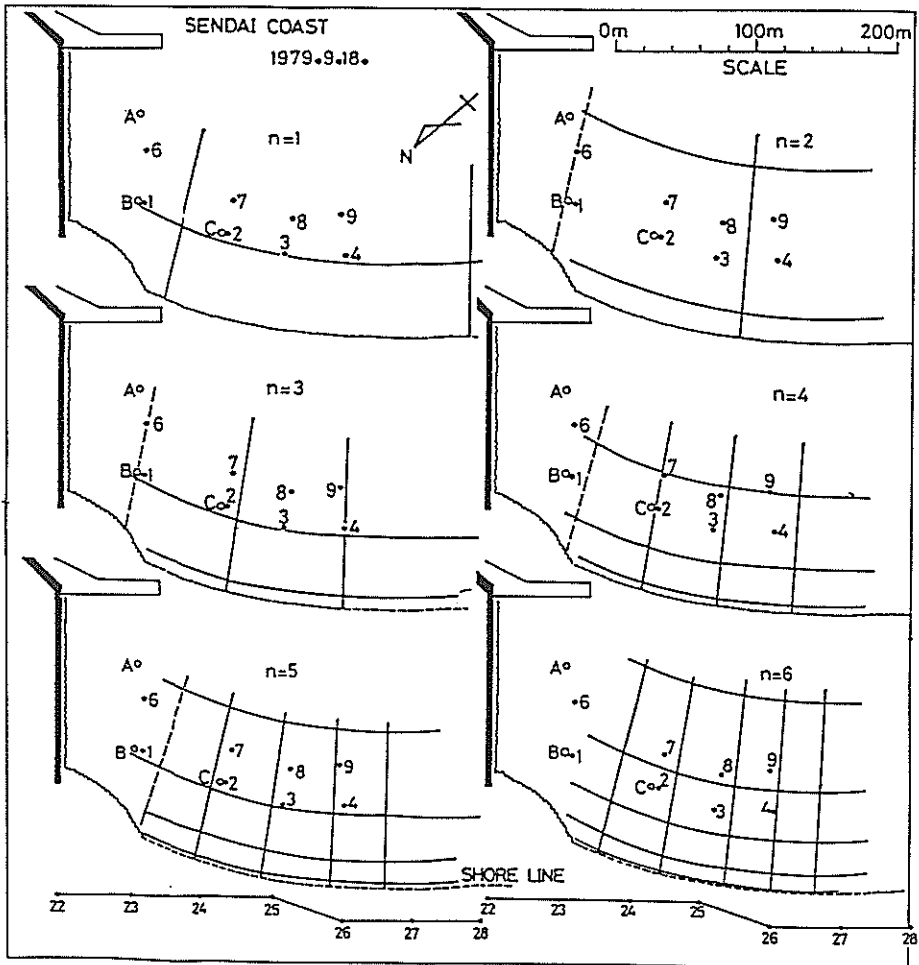 SENDAI COAST
1979.9.18.
0m 100m 200m
SCALE
N
n=1
A
6
B 1
7
C 2
8
9
3
4
n=2
A
6
B 1
7
C 2
8
9
3
4
n=3
A
6
B 1
7
C 2
8
9
3
4
n=4
A
6
B 1
7
C 2
8
9
3
4
n=5
A
6
B 1
7
C 2
8
9
3
4
n=6
A
6
B 1
7
C 2
8
9
3
4
SHORE LINE
22 23 24 25 26 27 28
22 23 24 25 26 27 28